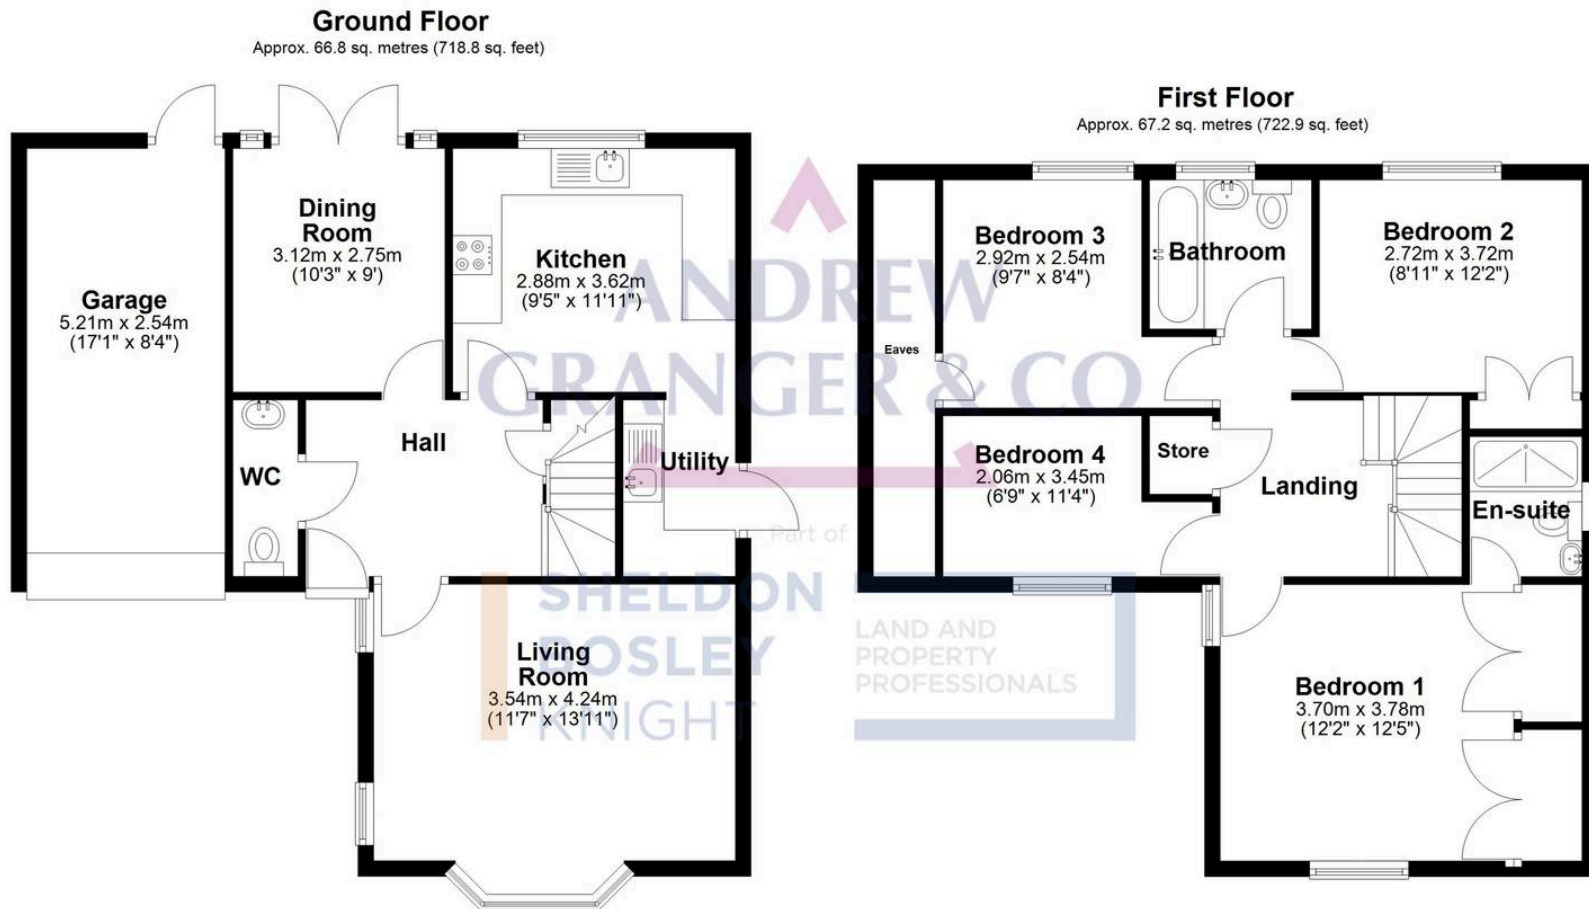 Ground Floor
Approx. 66.8 sq. metres (718.8 sq. feet)
Dining
Room
3.12m x 2.75m
(10'3" x 9')
Kitchen
2.88m x 3.62m
(9'5" x 11'11")
Garage
5.21m x 2.54m
(17'1" x 8'4")
Hall
WC
Utility
Living
Room
3.54m x 4.24m
(11'7" x 13'11")
First Floor
Approx. 67.2 sq. metres (722.9 sq. feet)
Bedroom 3
2.92m x 2.54m
(9'7" x 8'4")
Bathroom
Bedroom 2
2.72m x 3.72m
(8'11" x 12'2")
Eaves
Bedroom 4
2.06m x 3.45m
(6'9" x 11'4")
Store
Landing
En-suite
Bedroom 1
3.70m x 3.78m
(12'2" x 12'5")
ANDREW
GRANGER & CO
Part of
SHELDON
BOSLEY
KNIGHT
LAND AND
PROPERTY
PROFESSIONALS